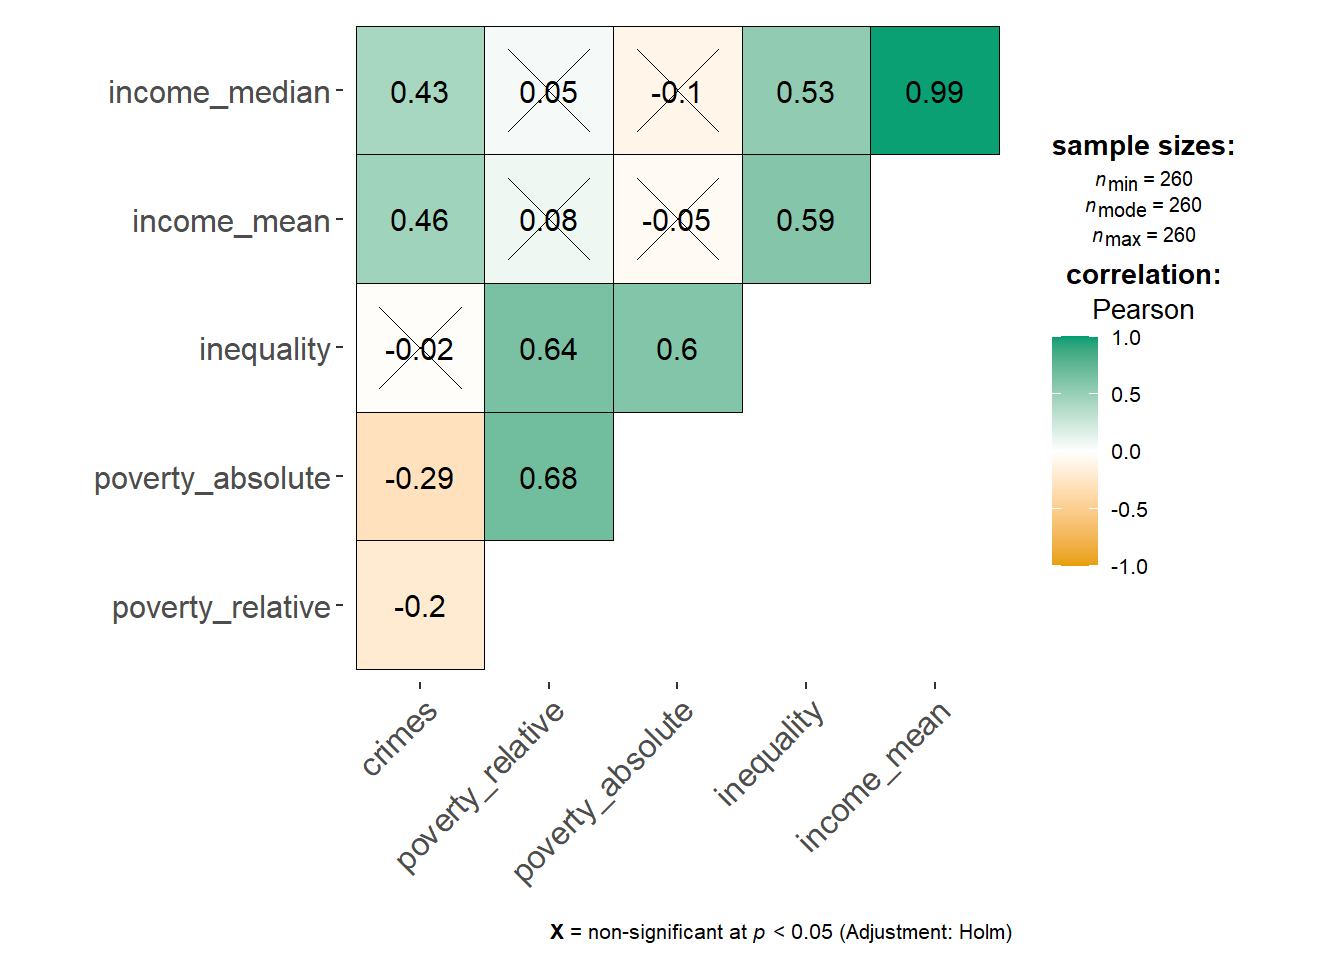 income_median 0.43 0.05 -0.1 0.53 0.99
income_mean 0.46 0.08 -0.05 0.59
inequality -0.02 0.64 0.6
poverty_absolute -0.29 0.68
poverty_relative -0.2
crimes poverty_relative poverty_absolute inequality income_mean
sample sizes:
n min = 260
n mode = 260
n max = 260
correlation:
Pearson
1.0
0.5
0.0
-0.5
-1.0
X = non-significant at p < 0.05 (Adjustment: Holm)